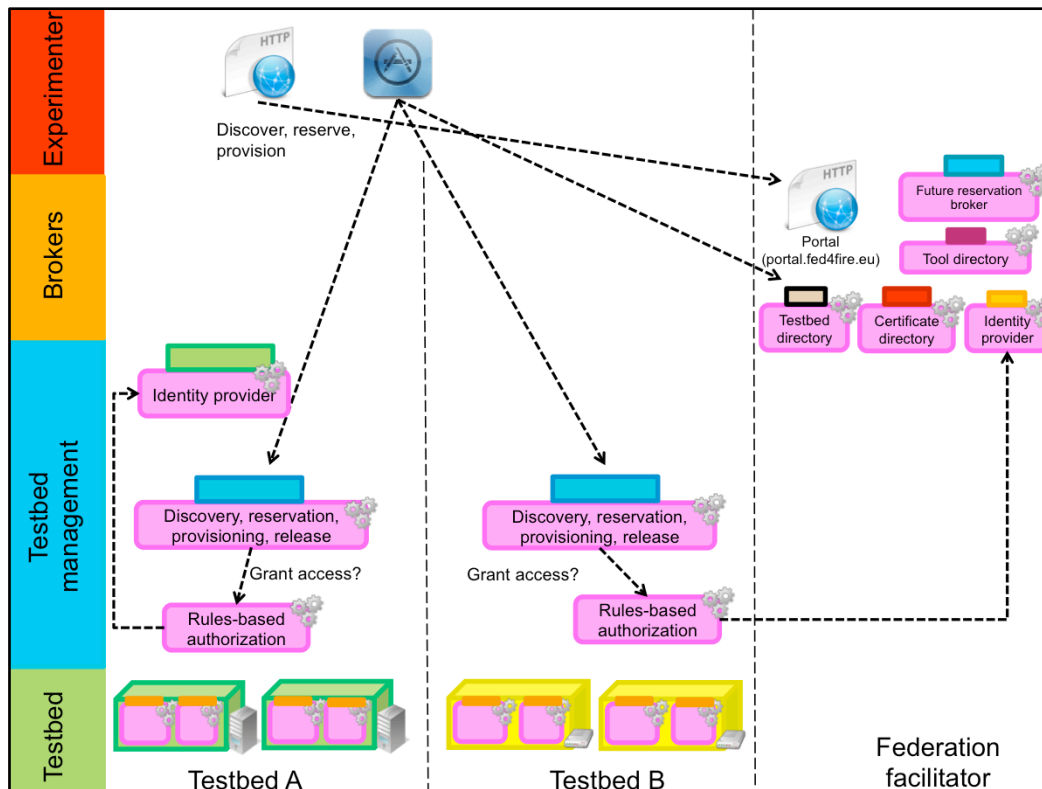 Experimenter
HTTP
Discover, reserve,
provision
Brokers
HTTP
Portal
(portal.fed4fire.eu)
Future reservation
broker
Tool directory
Testbed
directory
Certificate
directory
Identity
provider
Testbed
management
Identity provider
Discovery, reservation,
provisioning, release
Grant access?
Rules-based
authorization
Discovery, reservation,
provisioning, release
Grant access?
Rules-based
authorization
Testbed
Testbed A
Testbed B
Federation
facilitator